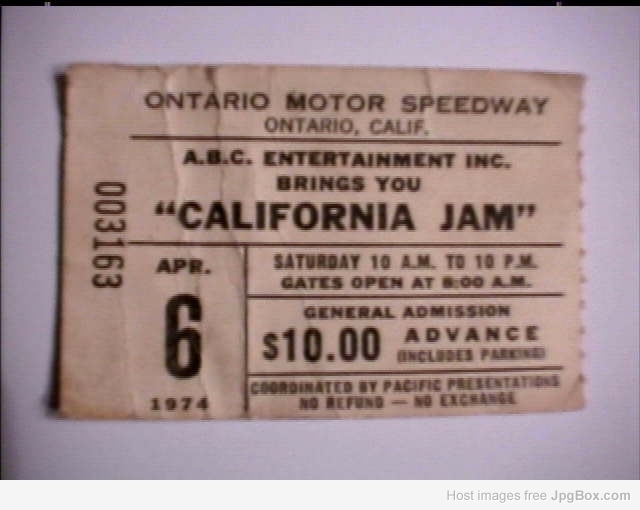 ONTARIO MOTOR SPEEDWAY
ONTARIO, CALIF.
A.B.C. ENTERTAINMENT INC.
BRINGS YOU
"CALIFORNIA JAM"
003163
APR.
6
1974
SATURDAY 10 A.M. TO 10 P.M.
GATES OPEN AT 8:00 A.M.
GENERAL ADMISSION
$10.00 ADVANCE
(INCLUDES PARKING)
COORDINATED BY PACIFIC PRESENTATIONS
NO REFUND — NO EXCHANGE
Host images free JpgBox.com